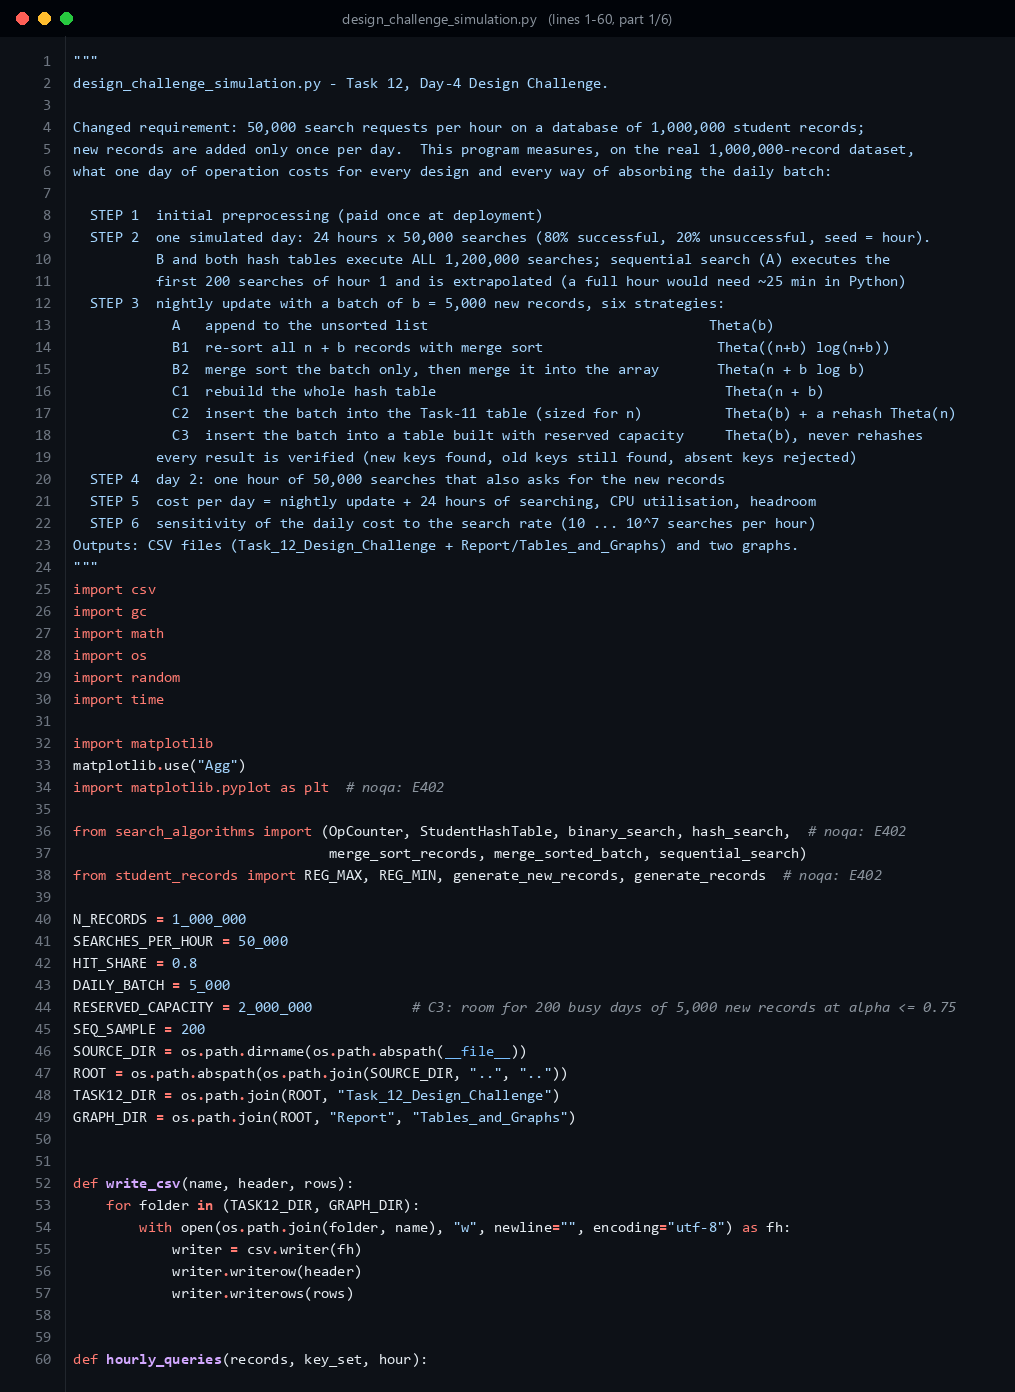 design_challenge_simulation.py   (lines 1-60, part 1/6)
1 """
2 design_challenge_simulation.py - Task 12, Day-4 Design Challenge.
3
4 Changed requirement: 50,000 search requests per hour on a database of 1,000,000 student records;
5 new records are added only once per day.  This program measures, on the real 1,000,000-record dataset,
6 what one day of operation costs for every design and every way of absorbing the daily batch:
7
8   STEP 1  initial preprocessing (paid once at deployment)
9   STEP 2  one simulated day: 24 hours x 50,000 searches (80% successful, 20% unsuccessful, seed = hour).
10           B and both hash tables execute ALL 1,200,000 searches; sequential search (A) executes the
11           first 200 searches of hour 1 and is extrapolated (a full hour would need ~25 min in Python)
12   STEP 3  nightly update with a batch of b = 5,000 new records, six strategies:
13             A   append to the unsorted list                                  Theta(b)
14             B1  re-sort all n + b records with merge sort                     Theta((n+b) log(n+b))
15             B2  merge sort the batch only, then merge it into the array       Theta(n + b log b)
16             C1  rebuild the whole hash table                                   Theta(n + b)
17             C2  insert the batch into the Task-11 table (sized for n)          Theta(b) + a rehash Theta(n)
18             C3  insert the batch into a table built with reserved capacity     Theta(b), never rehashes
19           every result is verified (new keys found, old keys still found, absent keys rejected)
20   STEP 4  day 2: one hour of 50,000 searches that also asks for the new records
21   STEP 5  cost per day = nightly update + 24 hours of searching, CPU utilisation, headroom
22   STEP 6  sensitivity of the daily cost to the search rate (10 ... 10^7 searches per hour)
23 Outputs: CSV files (Task_12_Design_Challenge + Report/Tables_and_Graphs) and two graphs.
24 """
25 import csv
26 import gc
27 import math
28 import os
29 import random
30 import time
31
32 import matplotlib
33 matplotlib.use("Agg")
34 import matplotlib.pyplot as plt  # noqa: E402
35
36 from search_algorithms import (OpCounter, StudentHashTable, binary_search, hash_search,  # noqa: E402
37                                merge_sort_records, merge_sorted_batch, sequential_search)
38 from student_records import REG_MAX, REG_MIN, generate_new_records, generate_records  # noqa: E402
39
40 N_RECORDS = 1_000_000
41 SEARCHES_PER_HOUR = 50_000
42 HIT_SHARE = 0.8
43 DAILY_BATCH = 5_000
44 RESERVED_CAPACITY = 2_000_000            # C3: room for 200 busy days of 5,000 new records at alpha <= 0.75
45 SEQ_SAMPLE = 200
46 SOURCE_DIR = os.path.dirname(os.path.abspath(__file__))
47 ROOT = os.path.abspath(os.path.join(SOURCE_DIR, "..", ".."))
48 TASK12_DIR = os.path.join(ROOT, "Task_12_Design_Challenge")
49 GRAPH_DIR = os.path.join(ROOT, "Report", "Tables_and_Graphs")
50
51
52 def write_csv(name, header, rows):
53     for folder in (TASK12_DIR, GRAPH_DIR):
54         with open(os.path.join(folder, name), "w", newline="", encoding="utf-8") as fh:
55             writer = csv.writer(fh)
56             writer.writerow(header)
57             writer.writerows(rows)
58
59
60 def hourly_queries(records, key_set, hour):